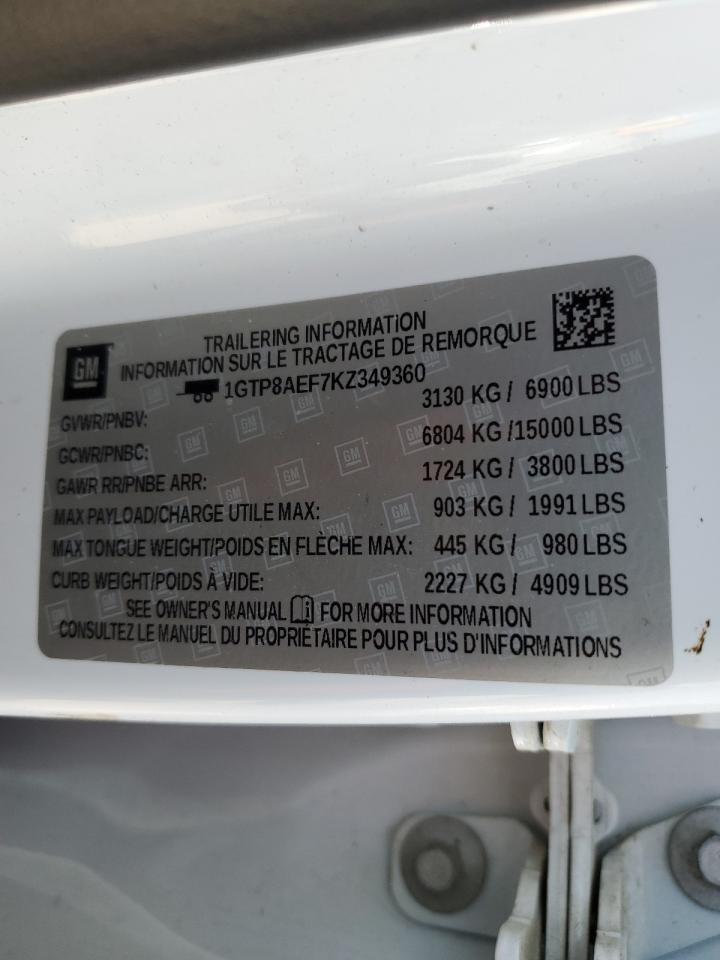 GM
TRAILERING INFORMATION
INFORMATION SUR LE TRACTAGE DE REMORQUE
1GTP8AEF7KZ349360
GVWR/PNBV: 3130 KG / 6900 LBS
GCWR/PNBC: 6804 KG /15000 LBS
GAWR RR/PNBE ARR: 1724 KG / 3800 LBS
MAX PAYLOAD/CHARGE UTILE MAX: 903 KG / 1991 LBS
MAX TONGUE WEIGHT/POIDS EN FLÈCHE MAX: 445 KG / 980 LBS
CURB WEIGHT/POIDS À VIDE: 2227 KG / 4909 LBS
SEE OWNER'S MANUAL FOR MORE INFORMATION
CONSULTEZ LE MANUEL DU PROPRIÉTAIRE POUR PLUS D'INFORMATIONS